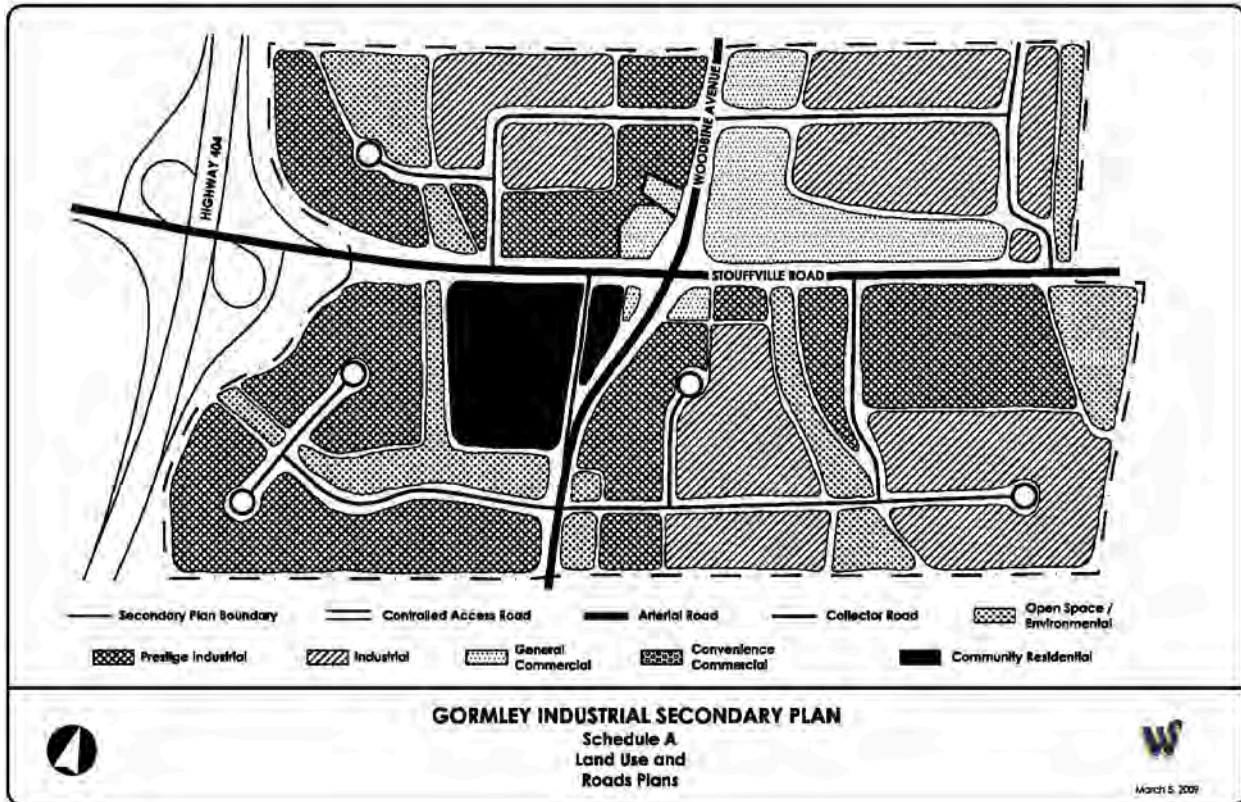 HIGHWAY 404
WOODBINE AVENUE
STOUFFVILLE ROAD
Secondary Plan Boundary
Controlled Access Road
Arterial Road
Collector Road
Open Space /
Environmental
Prestige Industrial
Industrial
General
Commercial
Convenience
Commercial
Community Residential
GORMLEY INDUSTRIAL SECONDARY PLAN
Schedule A
Land Use and
Roads Plans
W
March 5, 2009